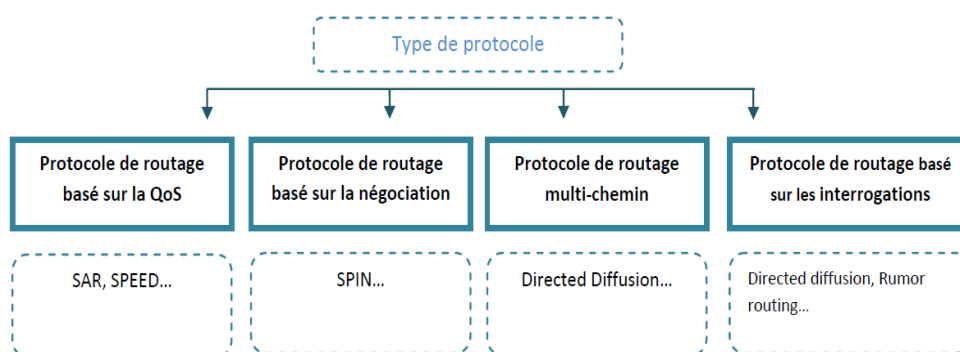 Type de protocole
Protocole de routage
basé sur la QoS
Protocole de routage
basé sur la négociation
Protocole de routage
multi-chemin
Protocole de routage basé
sur les interrogations
SAR, SPEED...
SPIN...
Directed Diffusion...
Directed diffusion, Rumor
routing...